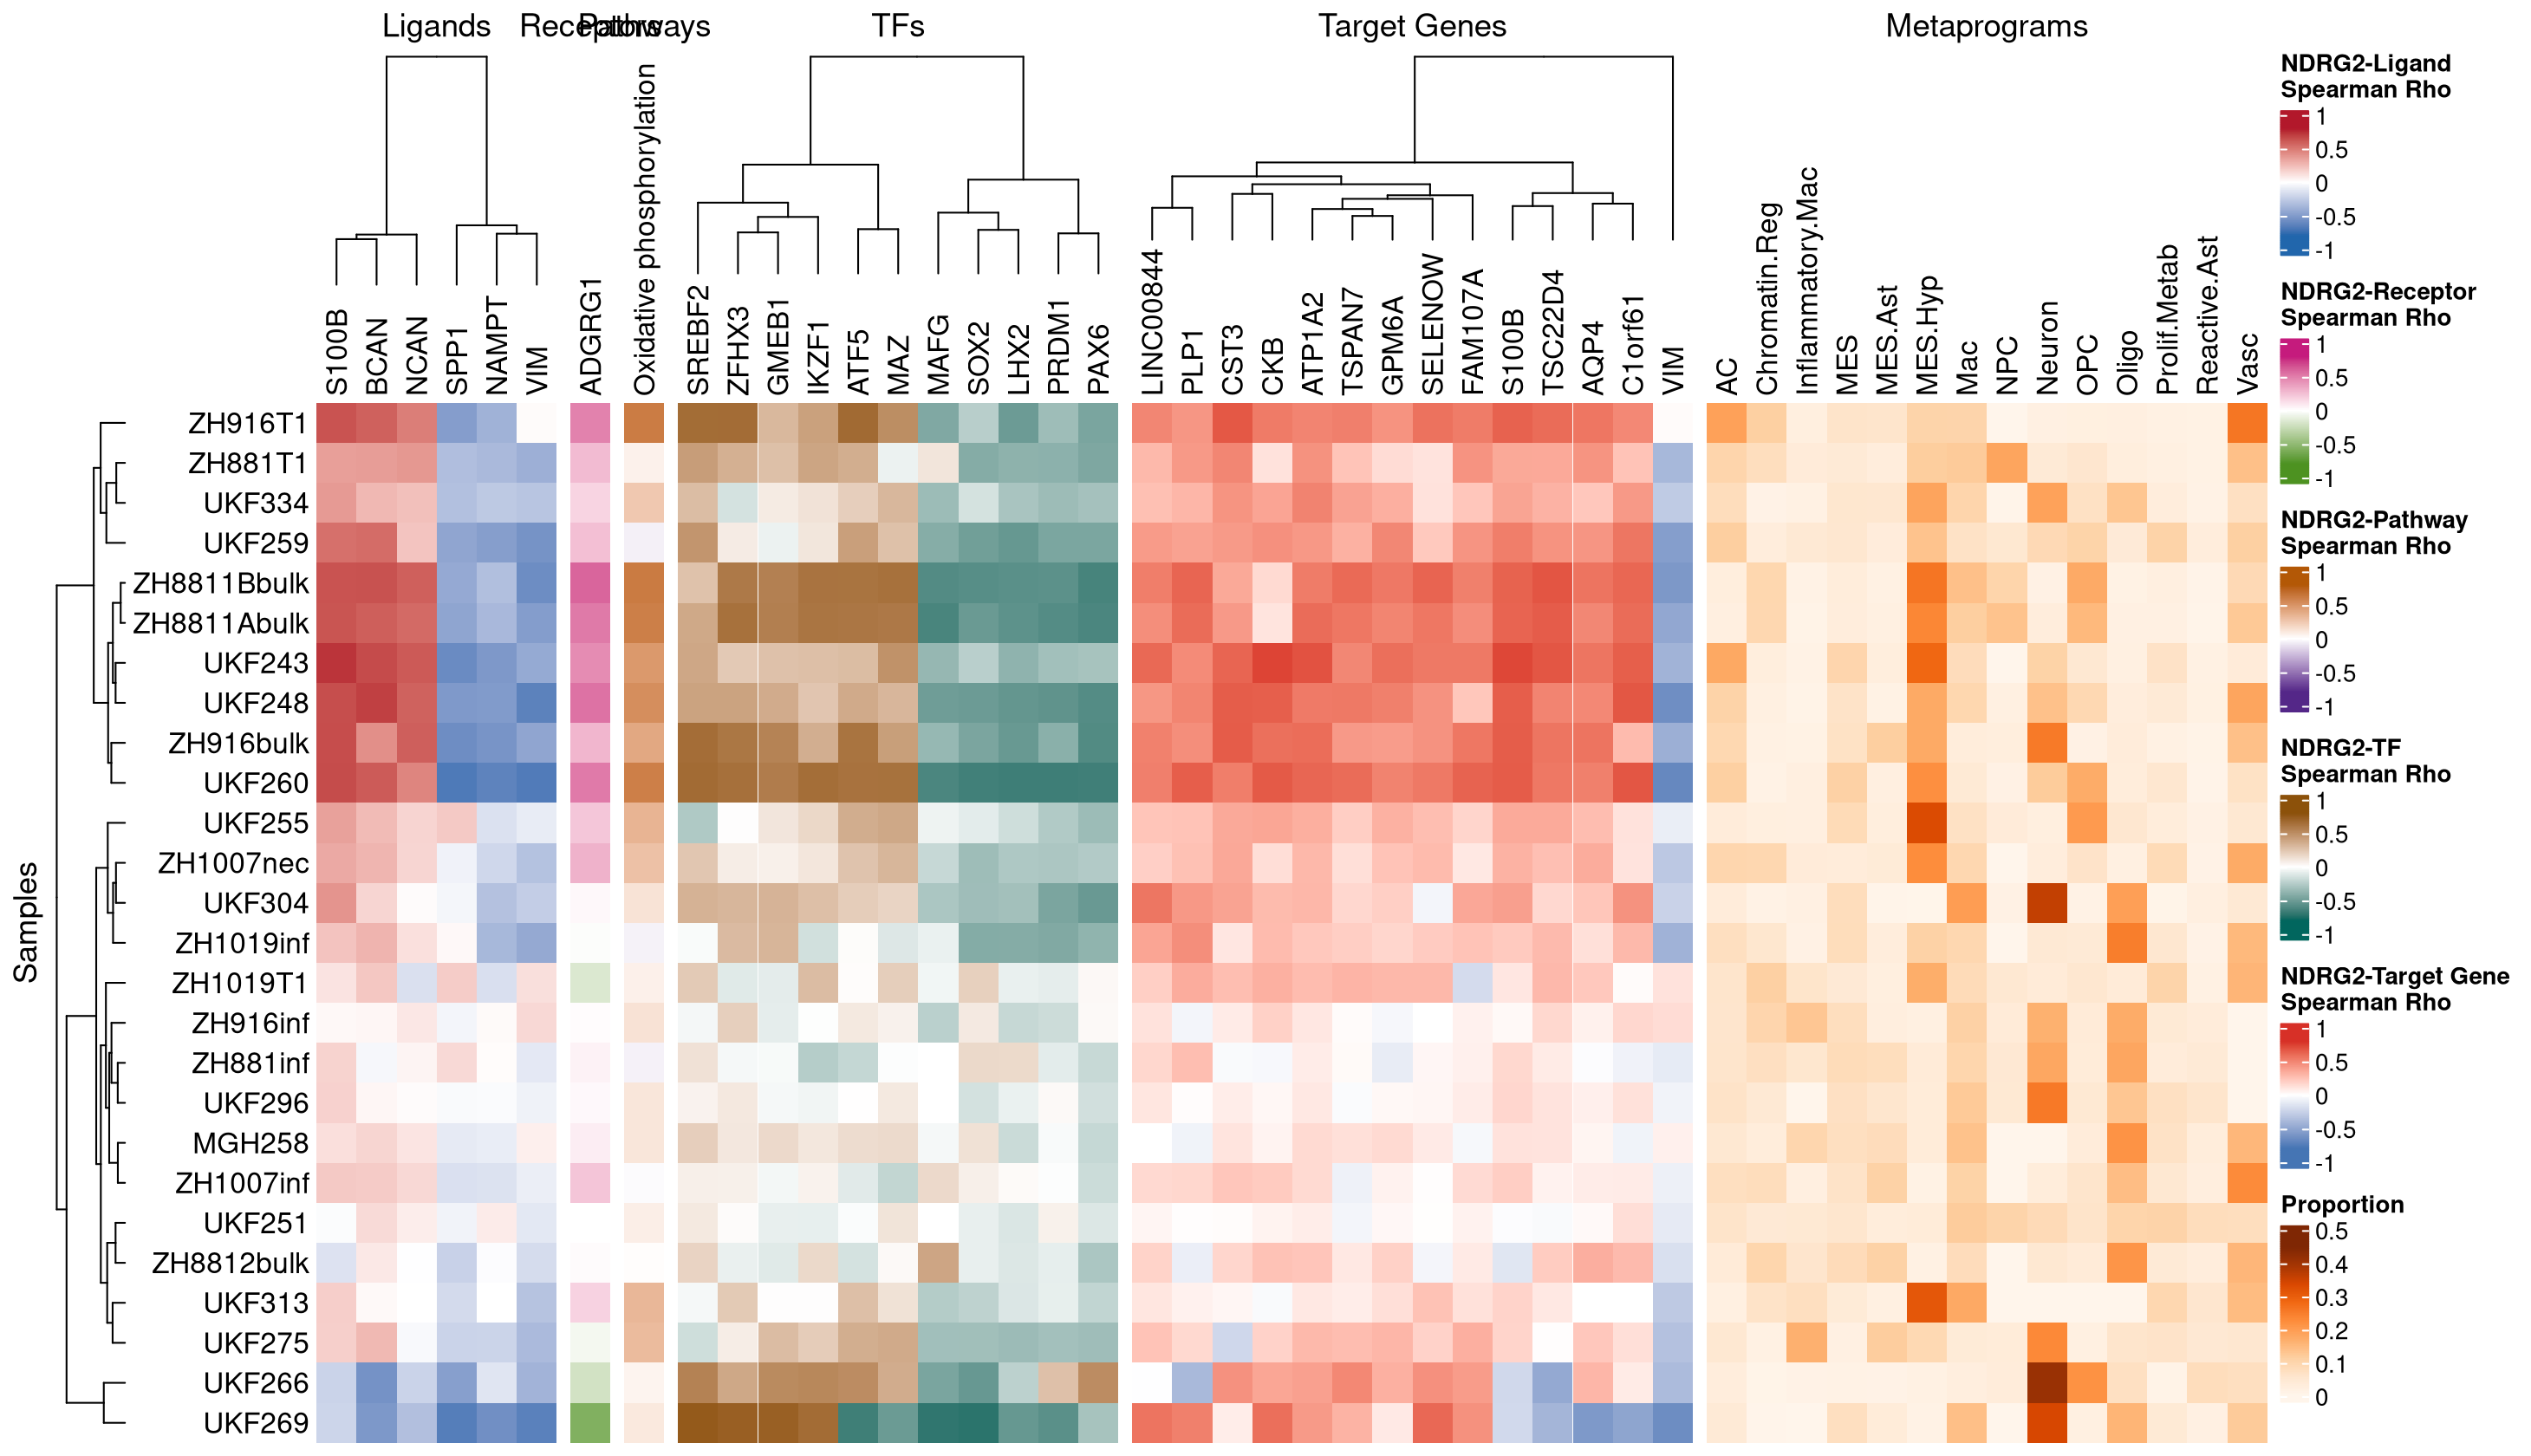 Ligands
Receptors
Pathways
TFs
Target Genes
Metaprograms
S100B
BCAN
NCAN
SPP1
NAMPT
VIM
ADGRG1
Oxidative phosphorylation
SREBF2
ZFHX3
GMEB1
IKZF1
ATF5
MAZ
MAFG
SOX2
LHX2
PRDM1
PAX6
LINC00844
PLP1
CST3
CKB
ATP1A2
TSPAN7
GPM6A
SELENOW
FAM107A
S100B
TSC22D4
AQP4
C1orf61
VIM
AC
Chromatin.Reg
Inflammatory.Mac
MES
MES.Ast
MES.Hyp
Mac
NPC
Neuron
OPC
Oligo
Prolif.Metab
Reactive.Ast
Vasc
Samples
ZH916T1
ZH881T1
UKF334
UKF259
ZH8811Bbulk
ZH8811Abulk
UKF243
UKF248
ZH916bulk
UKF260
UKF255
ZH1007nec
UKF304
ZH1019inf
ZH1019T1
ZH916inf
ZH881inf
UKF296
MGH258
ZH1007inf
UKF251
ZH8812bulk
UKF313
UKF275
UKF266
UKF269
NDRG2-Ligand
Spearman Rho
1
0.5
0
-0.5
-1
NDRG2-Receptor
Spearman Rho
1
0.5
0
-0.5
-1
NDRG2-Pathway
Spearman Rho
1
0.5
0
-0.5
-1
NDRG2-TF
Spearman Rho
1
0.5
0
-0.5
-1
NDRG2-Target Gene
Spearman Rho
1
0.5
0
-0.5
-1
Proportion
0.5
0.4
0.3
0.2
0.1
0